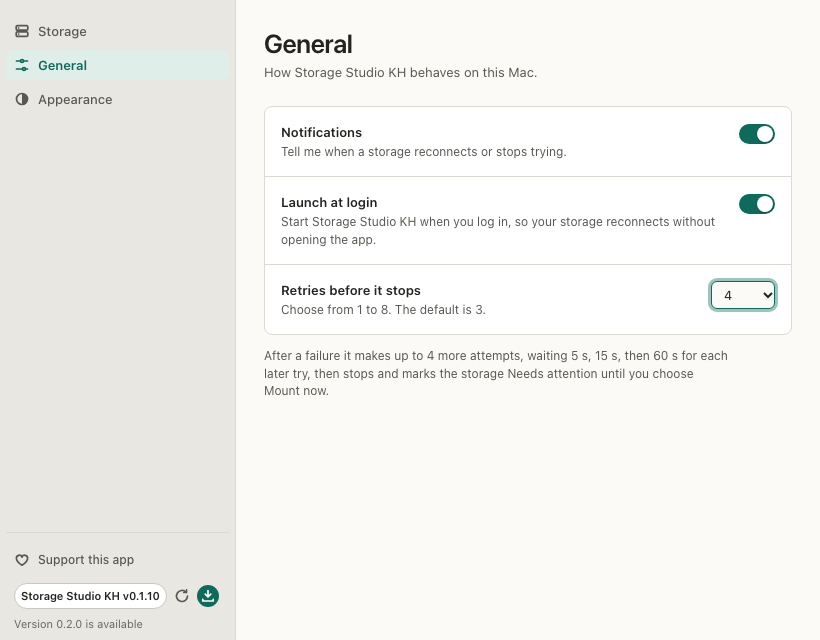 Storage
General
Appearance
Support this app
Storage Studio KH v0.1.10
Version 0.2.0 is available
General
How Storage Studio KH behaves on this Mac.
Notifications
Tell me when a storage reconnects or stops trying.
Launch at login
Start Storage Studio KH when you log in, so your storage reconnects without
opening the app.
Retries before it stops
Choose from 1 to 8. The default is 3.
4
After a failure it makes up to 4 more attempts, waiting 5 s, 15 s, then 60 s for each
later try, then stops and marks the storage Needs attention until you choose
Mount now.